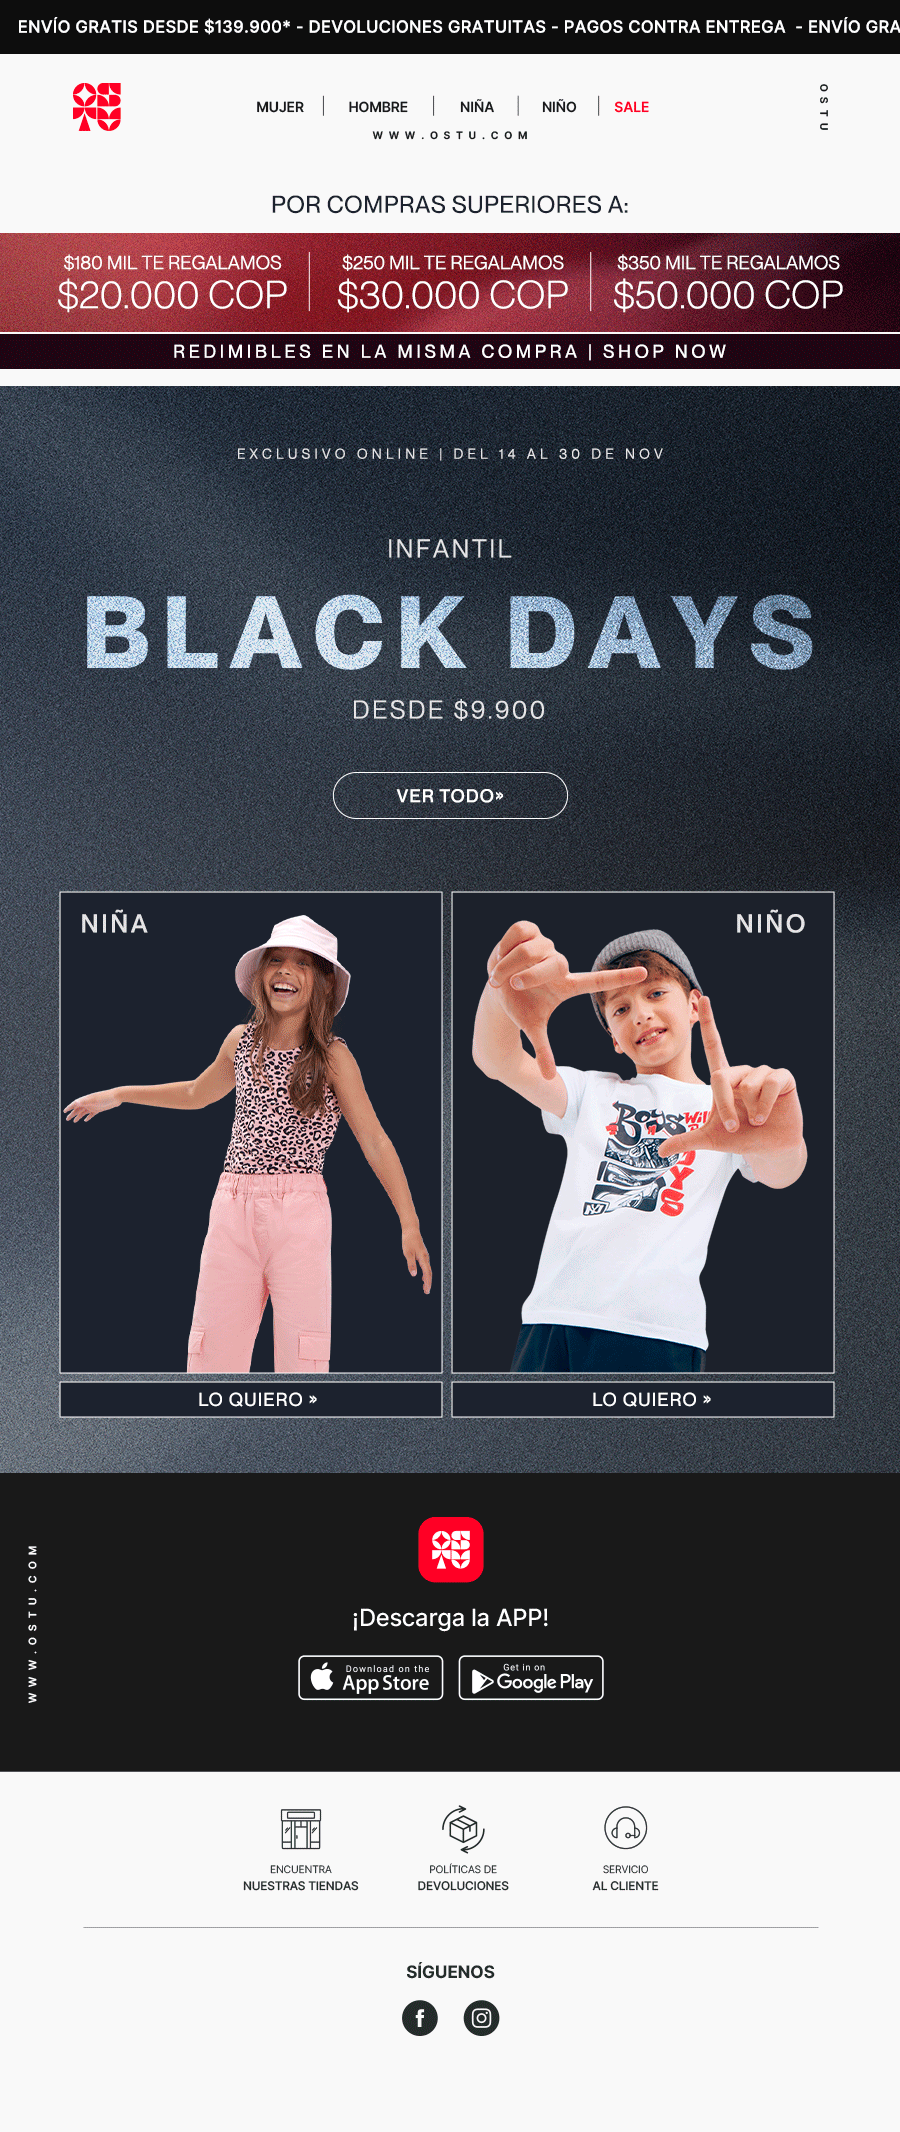 ENVÍO GRATIS DESDE $139.900* - DEVOLUCIONES GRATUITAS - PAGOS CONTRA ENTREGA - ENVÍO GRA
MUJER | HOMBRE | NIÑA | NIÑO | SALE
WWW.OSTU.COM
OSTU
POR COMPRAS SUPERIORES A:
$180 MIL TE REGALAMOS
$20.000 COP
$250 MIL TE REGALAMOS
$30.000 COP
$350 MIL TE REGALAMOS
$50.000 COP
REDIMIBLES EN LA MISMA COMPRA | SHOP NOW
EXCLUSIVO ONLINE | DEL 14 AL 30 DE NOV
INFANTIL
BLACK DAYS
DESDE $9.900
VER TODO»
NIÑA
NIÑO
Boys Will
LO QUIERO »
LO QUIERO »
WWW.OSTU.COM
OSTU
¡Descarga la APP!
Download on the
App Store
Get in on
Google Play
ENCUENTRA
NUESTRAS TIENDAS
POLÍTICAS DE
DEVOLUCIONES
SERVICIO
AL CLIENTE
SÍGUENOS